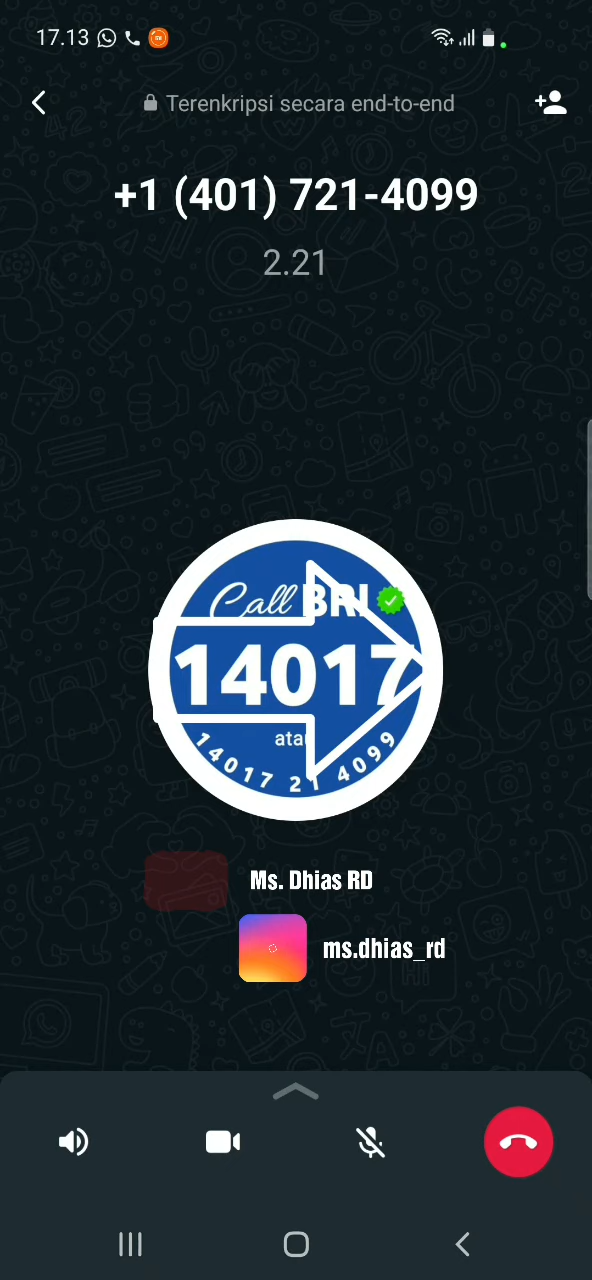 17.13
Terenkripsi secara end-to-end
+1 (401) 721-4099
2.21
Call BRI
14017
atau
14017 21 4099
Ms. Dhias RD
ms.dhias_rd